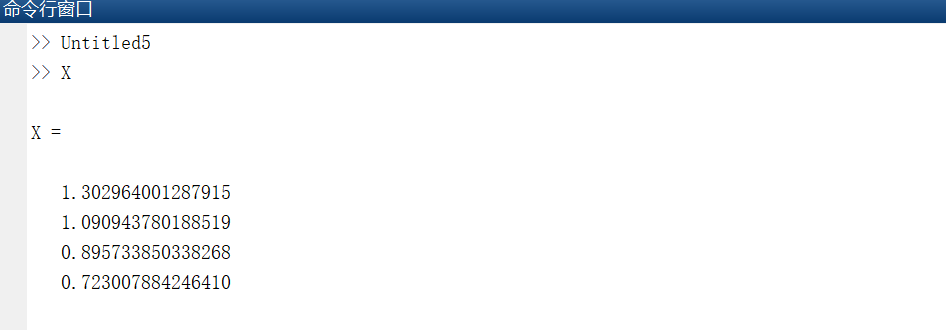 命令行窗口
>> Untitled5
>> X
X =
1.302964001287915
1.090943780188519
0.895733850338268
0.723007884246410